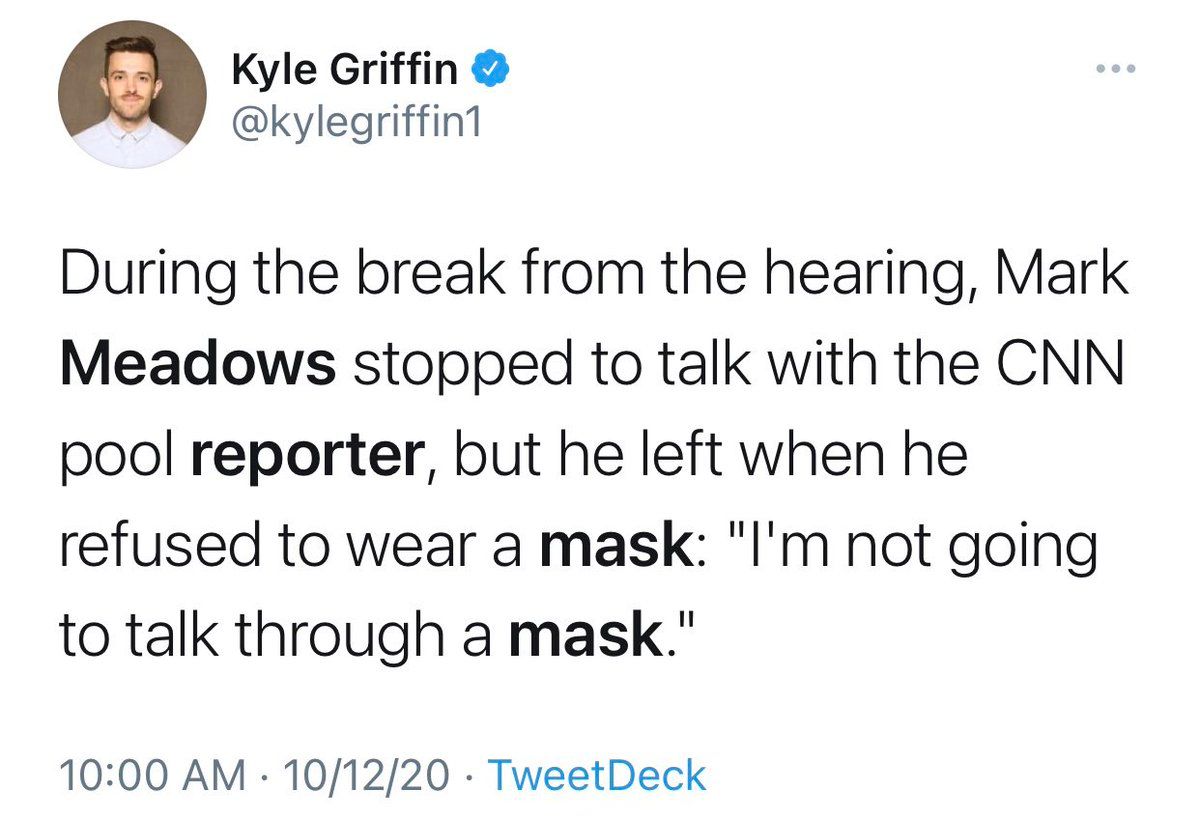 Kyle Griffin
@kylegriffin1
During the break from the hearing, Mark
Meadows stopped to talk with the CNN
pool reporter, but he left when he
refused to wear a mask: "I'm not going
to talk through a mask."
10:00 AM · 10/12/20 · TweetDeck